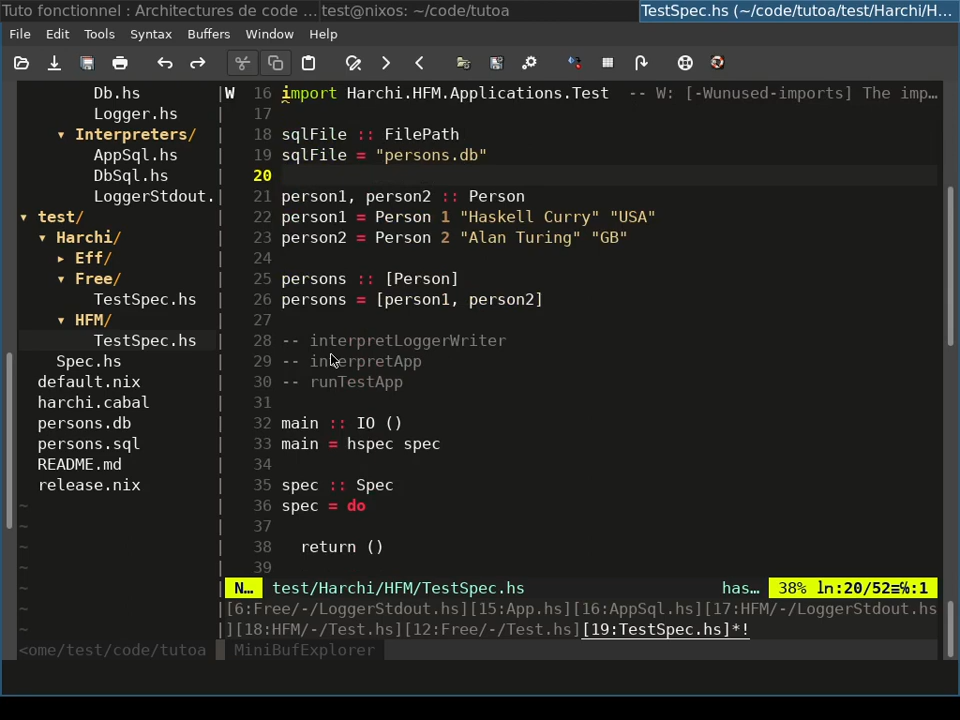 Tuto fonctionnel : Architectures de code ...
test@nixos: ~/code/tutoa
TestSpec.hs (~/code/tutoa/test/Harchi/H...
File Edit Tools Syntax Buffers Window Help
Db.hs
Logger.hs
▾ Interpreters/
AppSql.hs
DbSql.hs
LoggerStdout.
▾ test/
▾ Harchi/
▸ Eff/
▾ Free/
TestSpec.hs
▾ HFM/
TestSpec.hs
Spec.hs
default.nix
harchi.cabal
persons.db
persons.sql
README.md
release.nix
~
~
~
~
~
~
~
<ome/test/code/tutoa
W 16 import Harchi.HFM.Applications.Test -- W: [-Wunused-imports] The imp…
17
18 sqlFile :: FilePath
19 sqlFile = "persons.db"
20
21 person1, person2 :: Person
22 person1 = Person 1 "Haskell Curry" "USA"
23 person2 = Person 2 "Alan Turing" "GB"
24
25 persons :: [Person]
26 persons = [person1, person2]
27
28 -- interpretLoggerWriter
29 -- interpretApp
30 -- runTestApp
31
32 main :: IO ()
33 main = hspec spec
34
35 spec :: Spec
36 spec = do
37
38 return ()
39
N… test/Harchi/HFM/TestSpec.hs has… 38% ln:20/52≡℅:1
[6:Free/-/LoggerStdout.hs][15:App.hs][16:AppSql.hs][17:HFM/-/LoggerStdout.hs
][18:HFM/-/Test.hs][12:Free/-/Test.hs][19:TestSpec.hs]*!
MiniBufExplorer